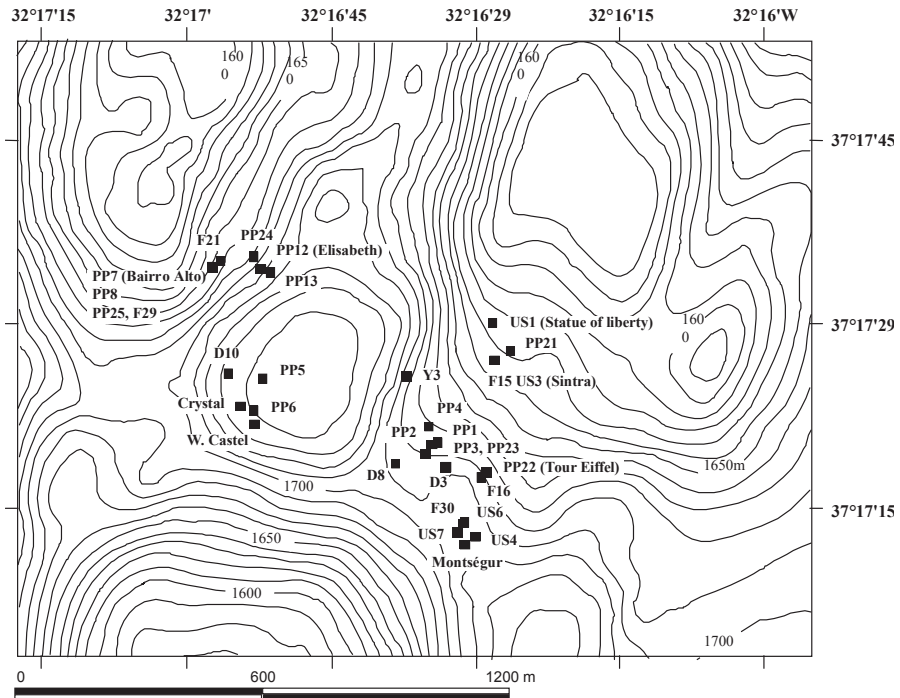 32°17'15
32°17'
32°16'45
32°16'29
32°16'15
32°16'W
160
0
165
0
160
0
37°17'45
F21
PP24
PP12 (Elisabeth)
PP7 (Bairro Alto)
PP13
PP8
PP25, F29
US1 (Statue of liberty)
37°17'29
160
0
PP21
D10
PP5
Y3
F15 US3 (Sintra)
Crystal
PP6
PP4
W. Castel
PP2
PP1
PP3, PP23
1650m
D8
D3
PP22 (Tour Eiffel)
1700
F16
F30
US6
37°17'15
1650
US7
US4
Montségur
1600
1700
0
600
1200 m